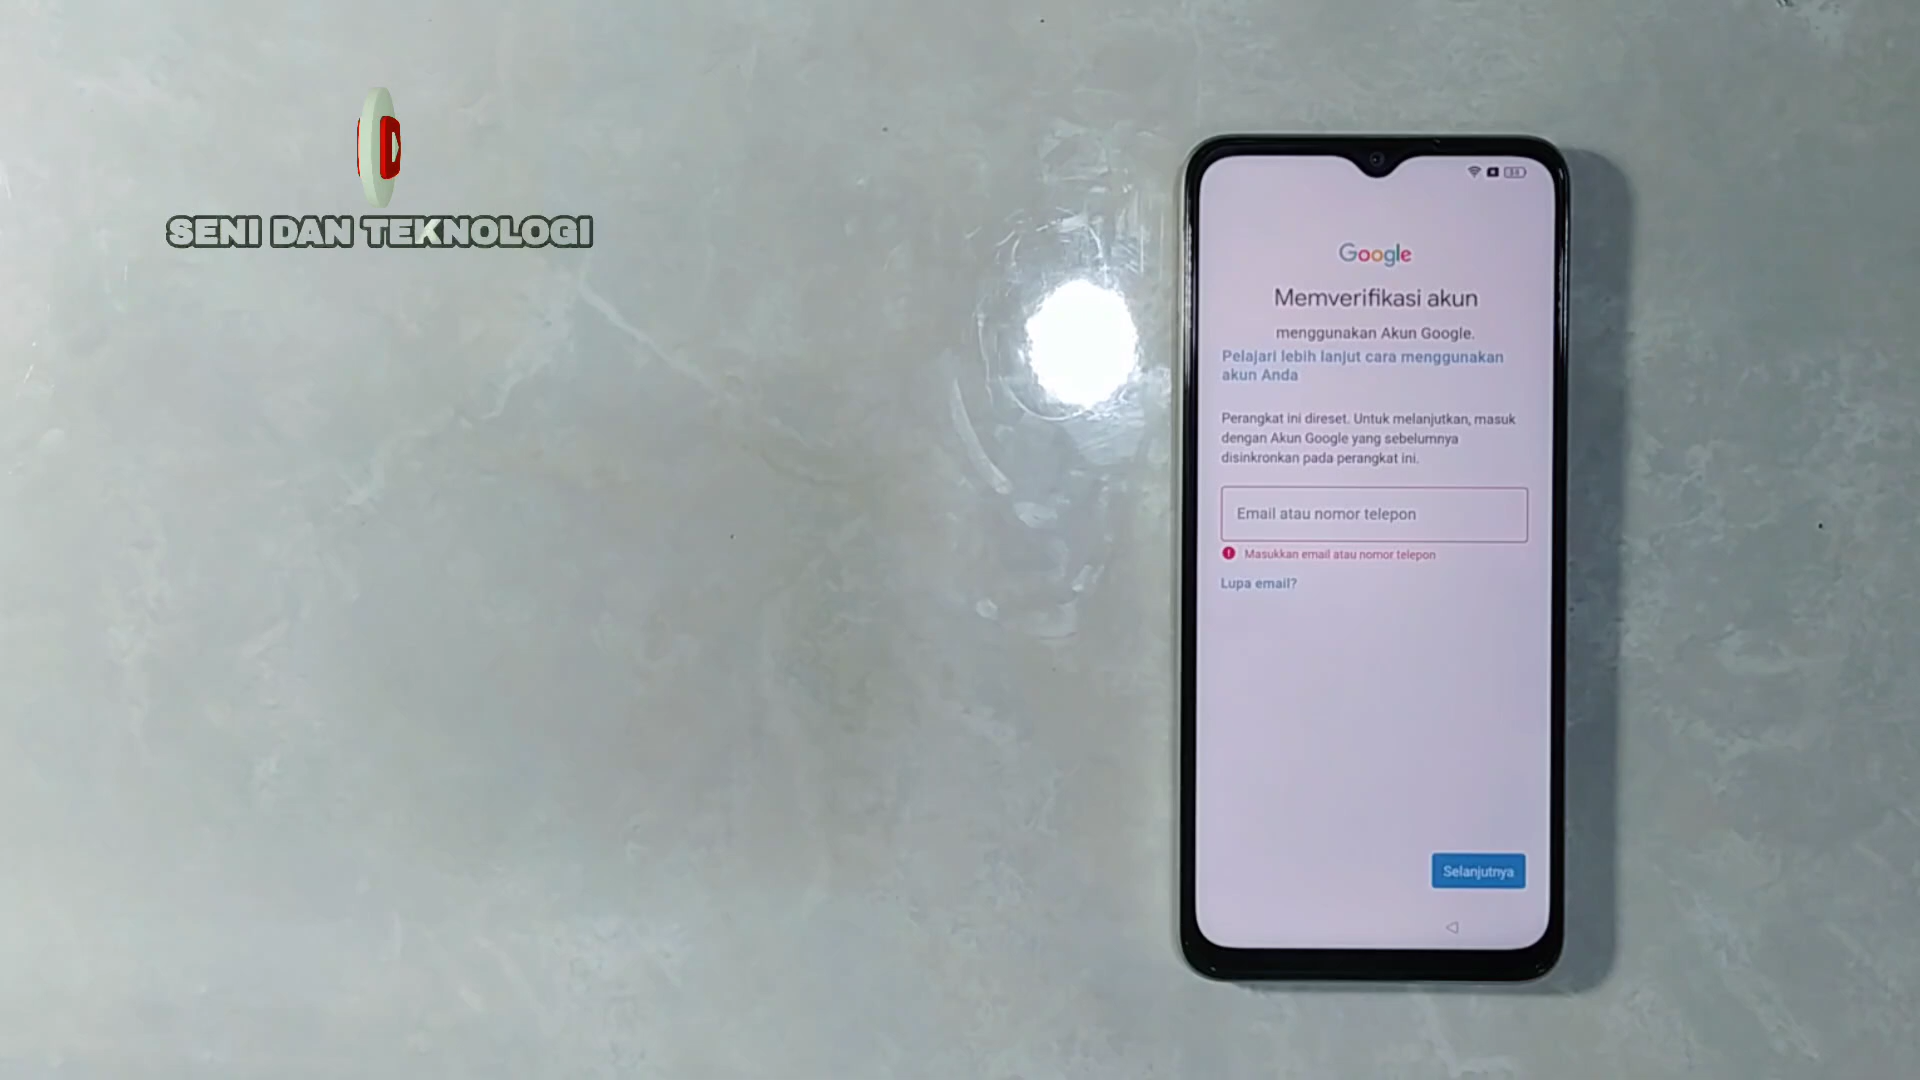 SENI DAN TEKNOLOGI
Google
Memverifikasi akun
menggunakan Akun Google.
Pelajari lebih lanjut cara menggunakan
akun Anda
Perangkat ini direset. Untuk melanjutkan, masuk
dengan Akun Google yang sebelumnya
disinkronkan pada perangkat ini.
Email atau nomor telepon
Masukkan email atau nomor telepon
Lupa email?
Selanjutnya